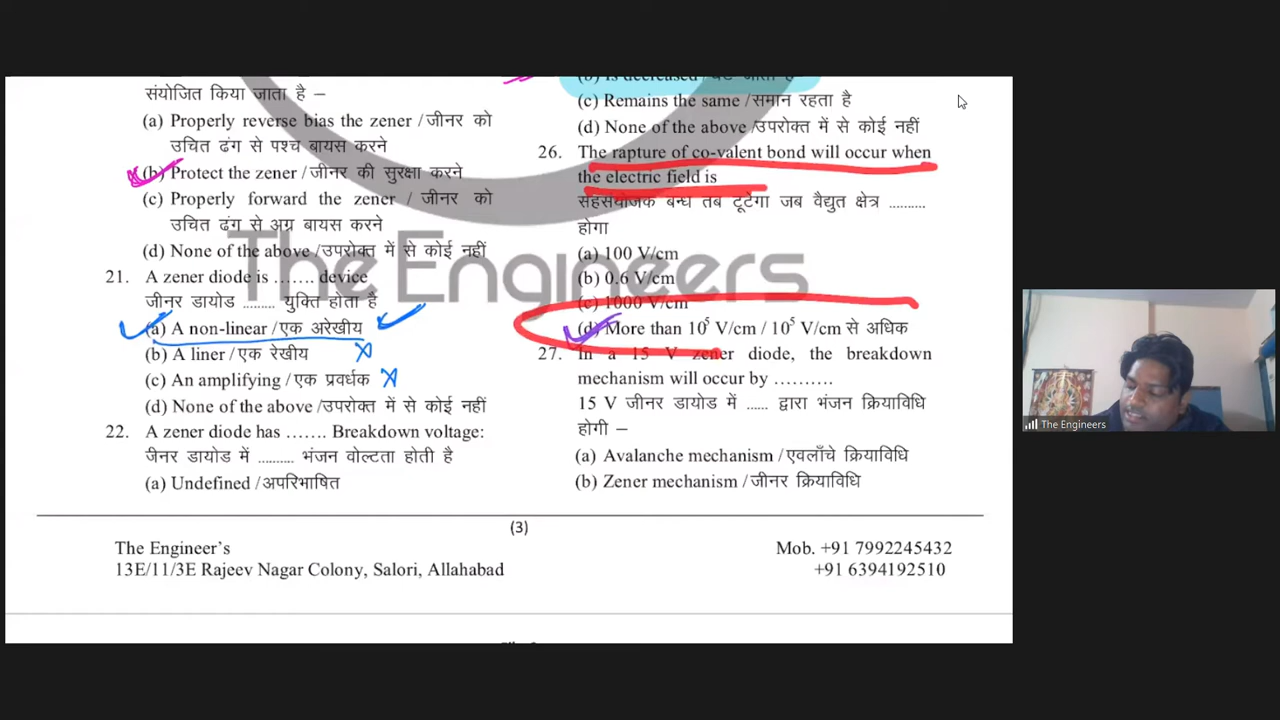 संयोजित किया जाता है –
(a) Properly reverse bias the zener / जीनर को
उचित ढंग से पश्च बायस करने
(b) Protect the zener / जीनर की सुरक्षा करने
(c) Properly forward the zener / जीनर को
उचित ढंग से अग्र बायस करने
(d) None of the above / उपरोक्त में से कोई नहीं
21. A zener diode is ……. device
जीनर डायोड ......... युक्ति होता है
(a) A non-linear / एक अरेखीय
(b) A liner / एक रेखीय
(c) An amplifying / एक प्रवर्धक
(d) None of the above / उपरोक्त में से कोई नहीं
22. A zener diode has ……. Breakdown voltage:
जेनर डायोड में .......... भंजन वोल्टता होती है
(a) Undefined / अपरिभाषित
(b) Is decreased / घट जाता है
(c) Remains the same / समान रहता है
(d) None of the above / उपरोक्त में से कोई नहीं
26. The rapture of co-valent bond will occur when
the electric field is
सहसंयोजक बन्ध तब टूटेगा जब वैद्युत क्षेत्र ..........
होगा
(a) 100 V/cm
(b) 0.6 V/cm
(c) 1000 V/cm
(d) More than 10⁵ V/cm / 10⁵ V/cm से अधिक
27. In a 15 V zener diode, the breakdown
mechanism will occur by ……….
15 V जीनर डायोड में ...... द्वारा भंजन क्रियाविधि
होगी –
(a) Avalanche mechanism / एवलाँचे क्रियाविधि
(b) Zener mechanism / जीनर क्रियाविधि
The Engineers
(3)
The Engineer's
13E/11/3E Rajeev Nagar Colony, Salori, Allahabad
Mob. +91 7992245432
+91 6394192510
The Engineers